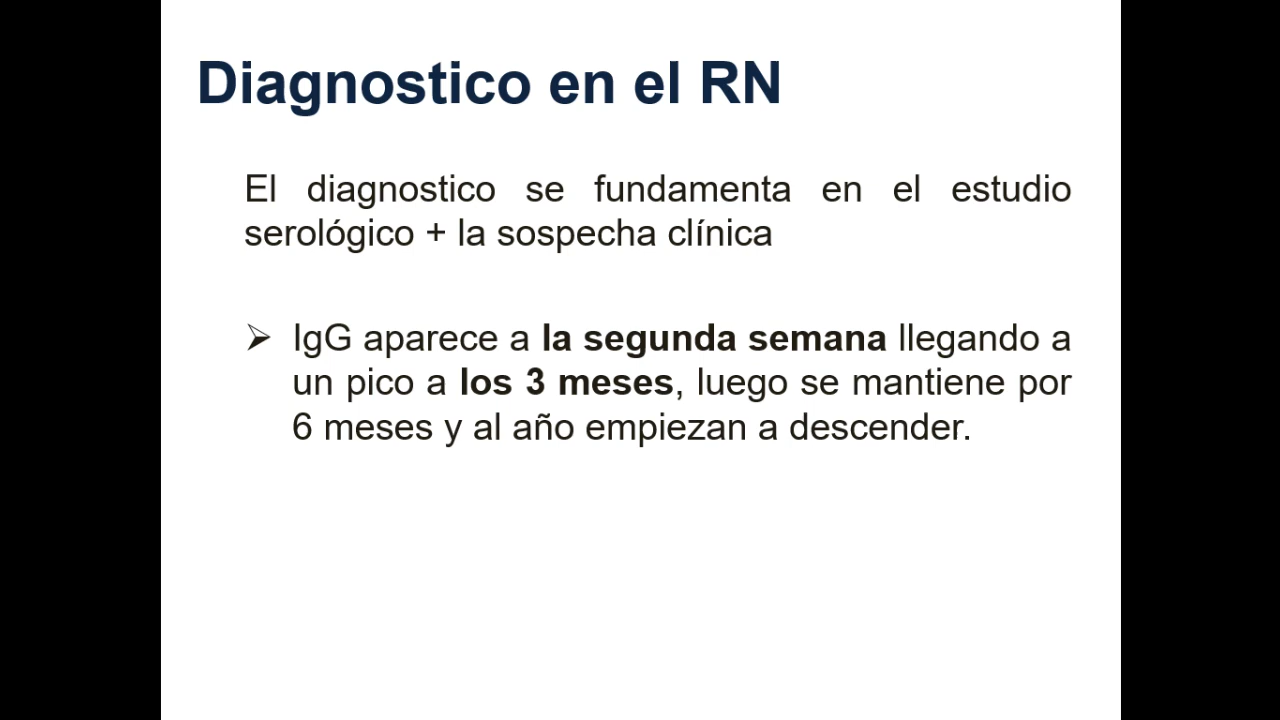 Diagnostico en el RN
El diagnostico se fundamenta en el estudio
serológico + la sospecha clínica
➢ IgG aparece a la segunda semana llegando a
un pico a los 3 meses, luego se mantiene por
6 meses y al año empiezan a descender.